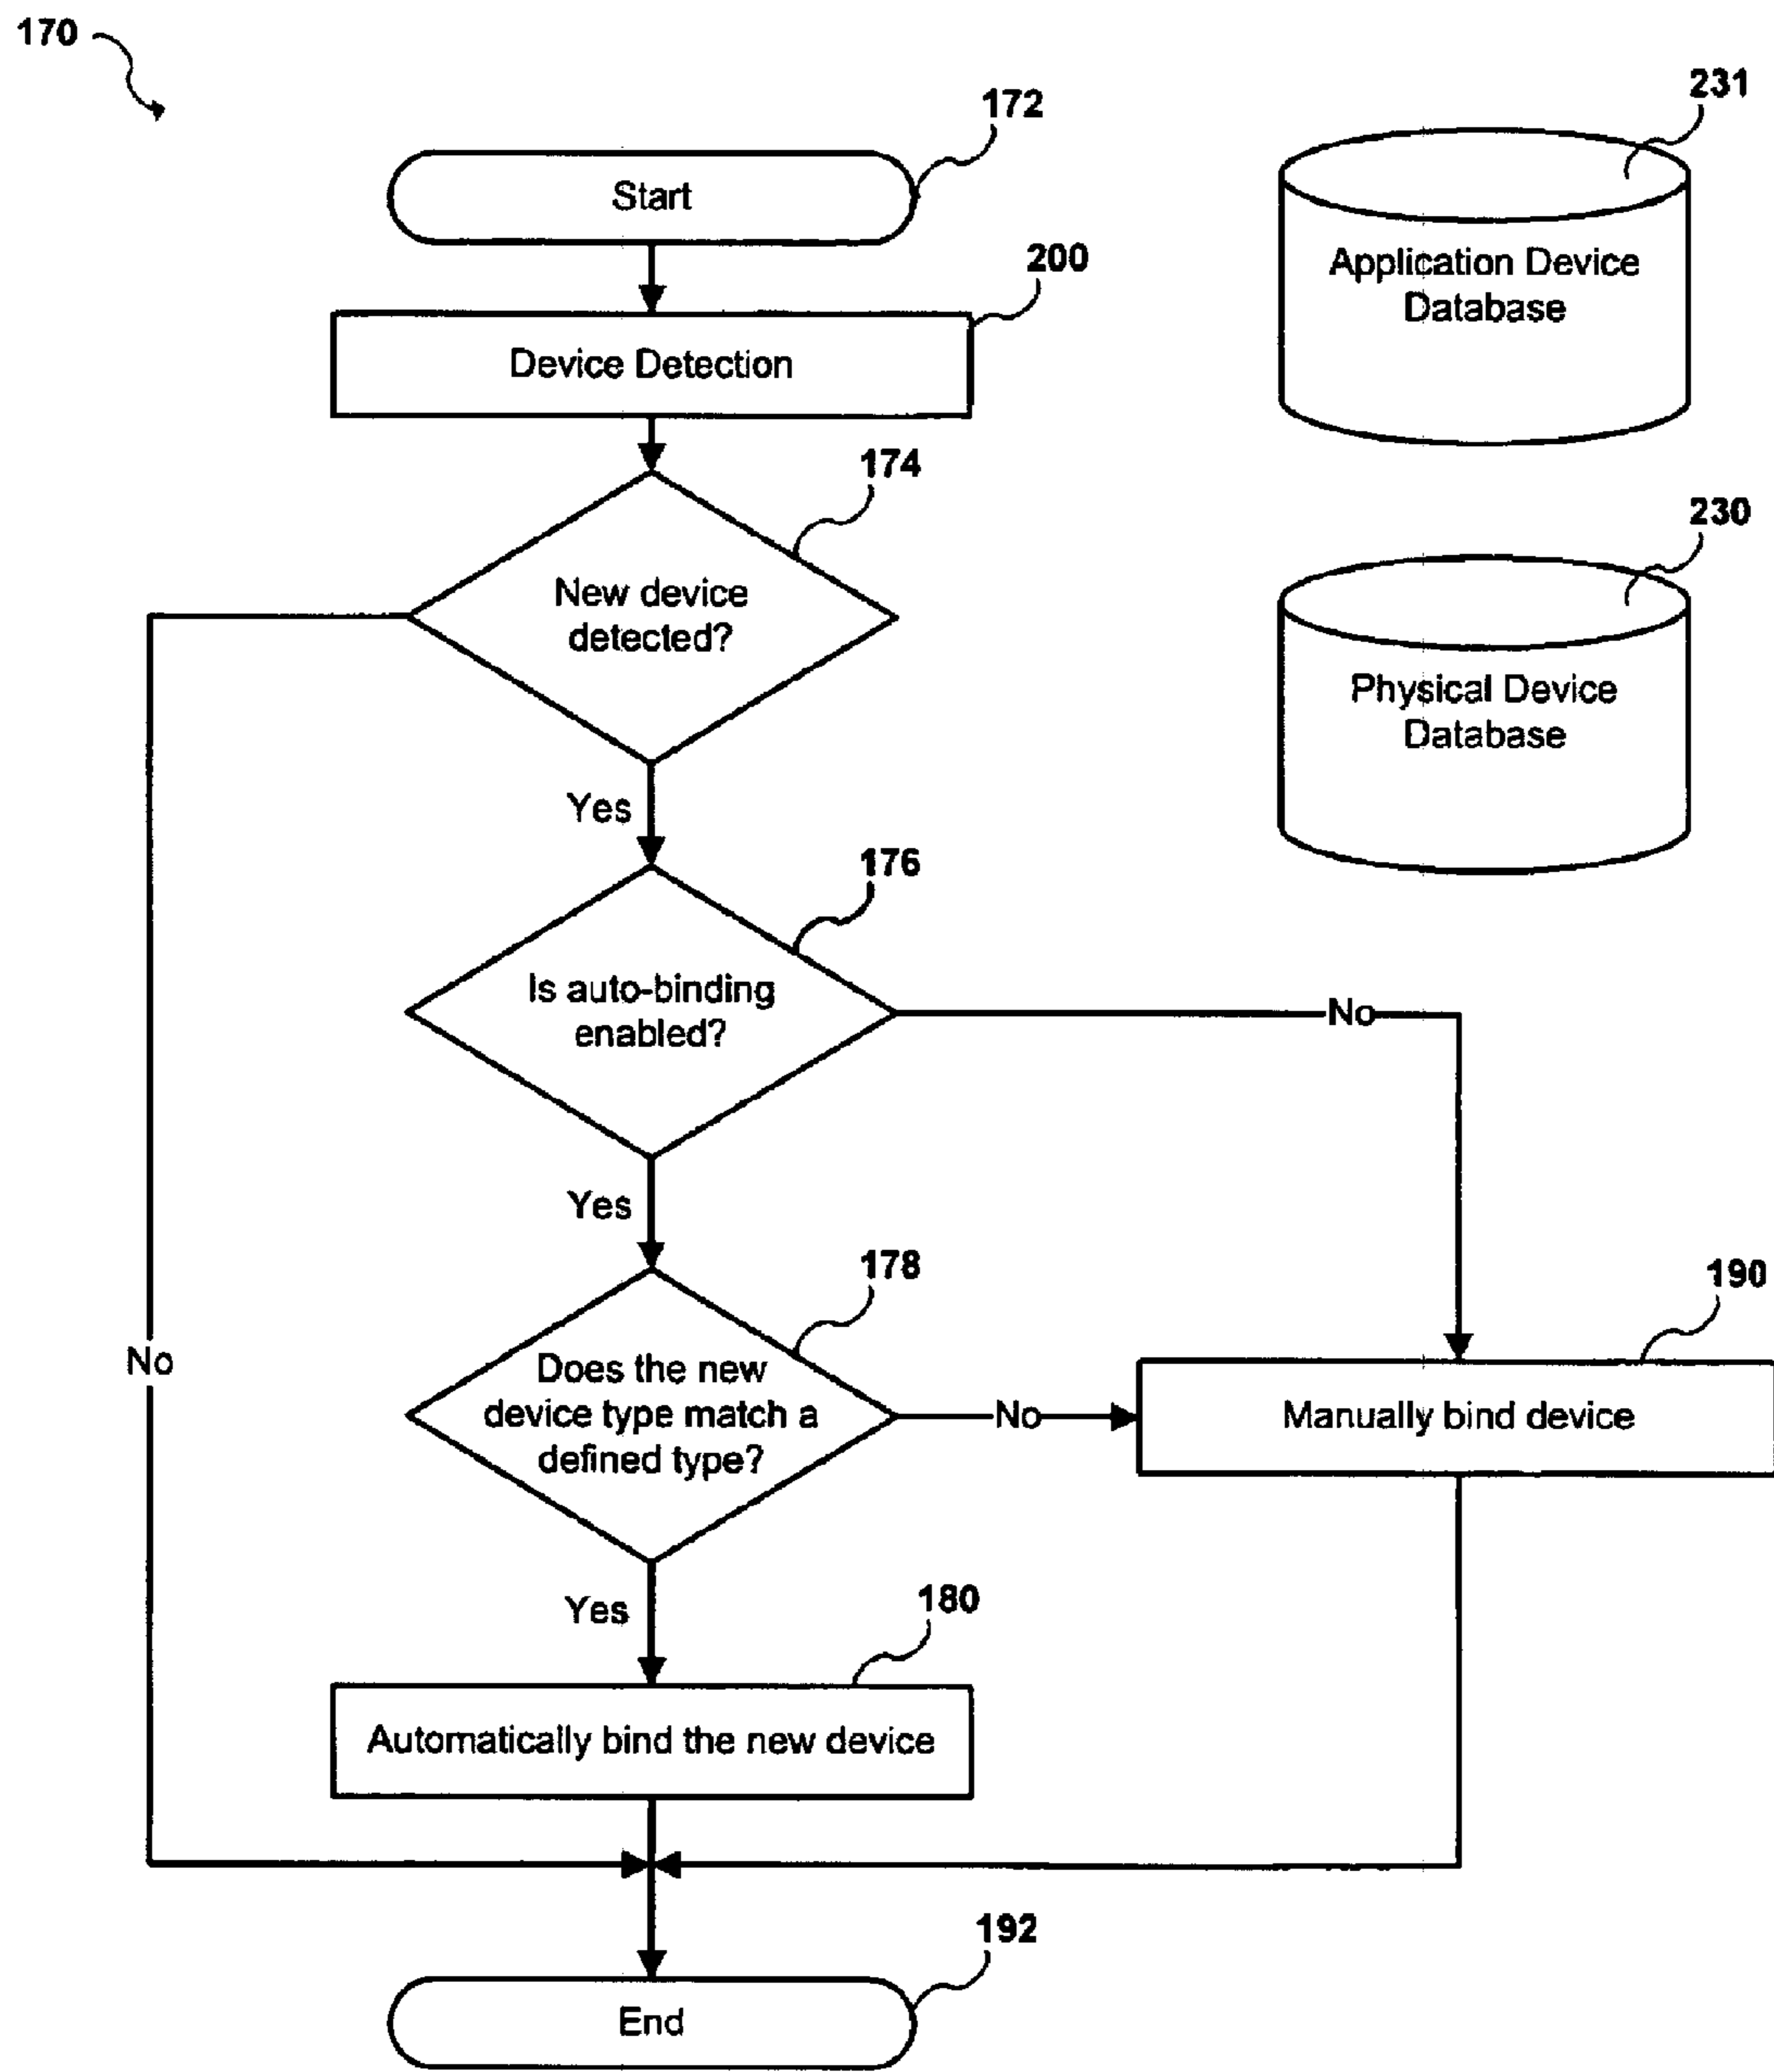 170
172
Start
231
Application Device
Database
200
Device Detection
174
New device
detected?
230
Physical Device
Database
Yes
176
Is auto-binding
enabled?
No
Yes
178
Does the new
device type match a
defined type?
No
No
190
Manually bind device
Yes
180
Automatically bind the new device
192
End